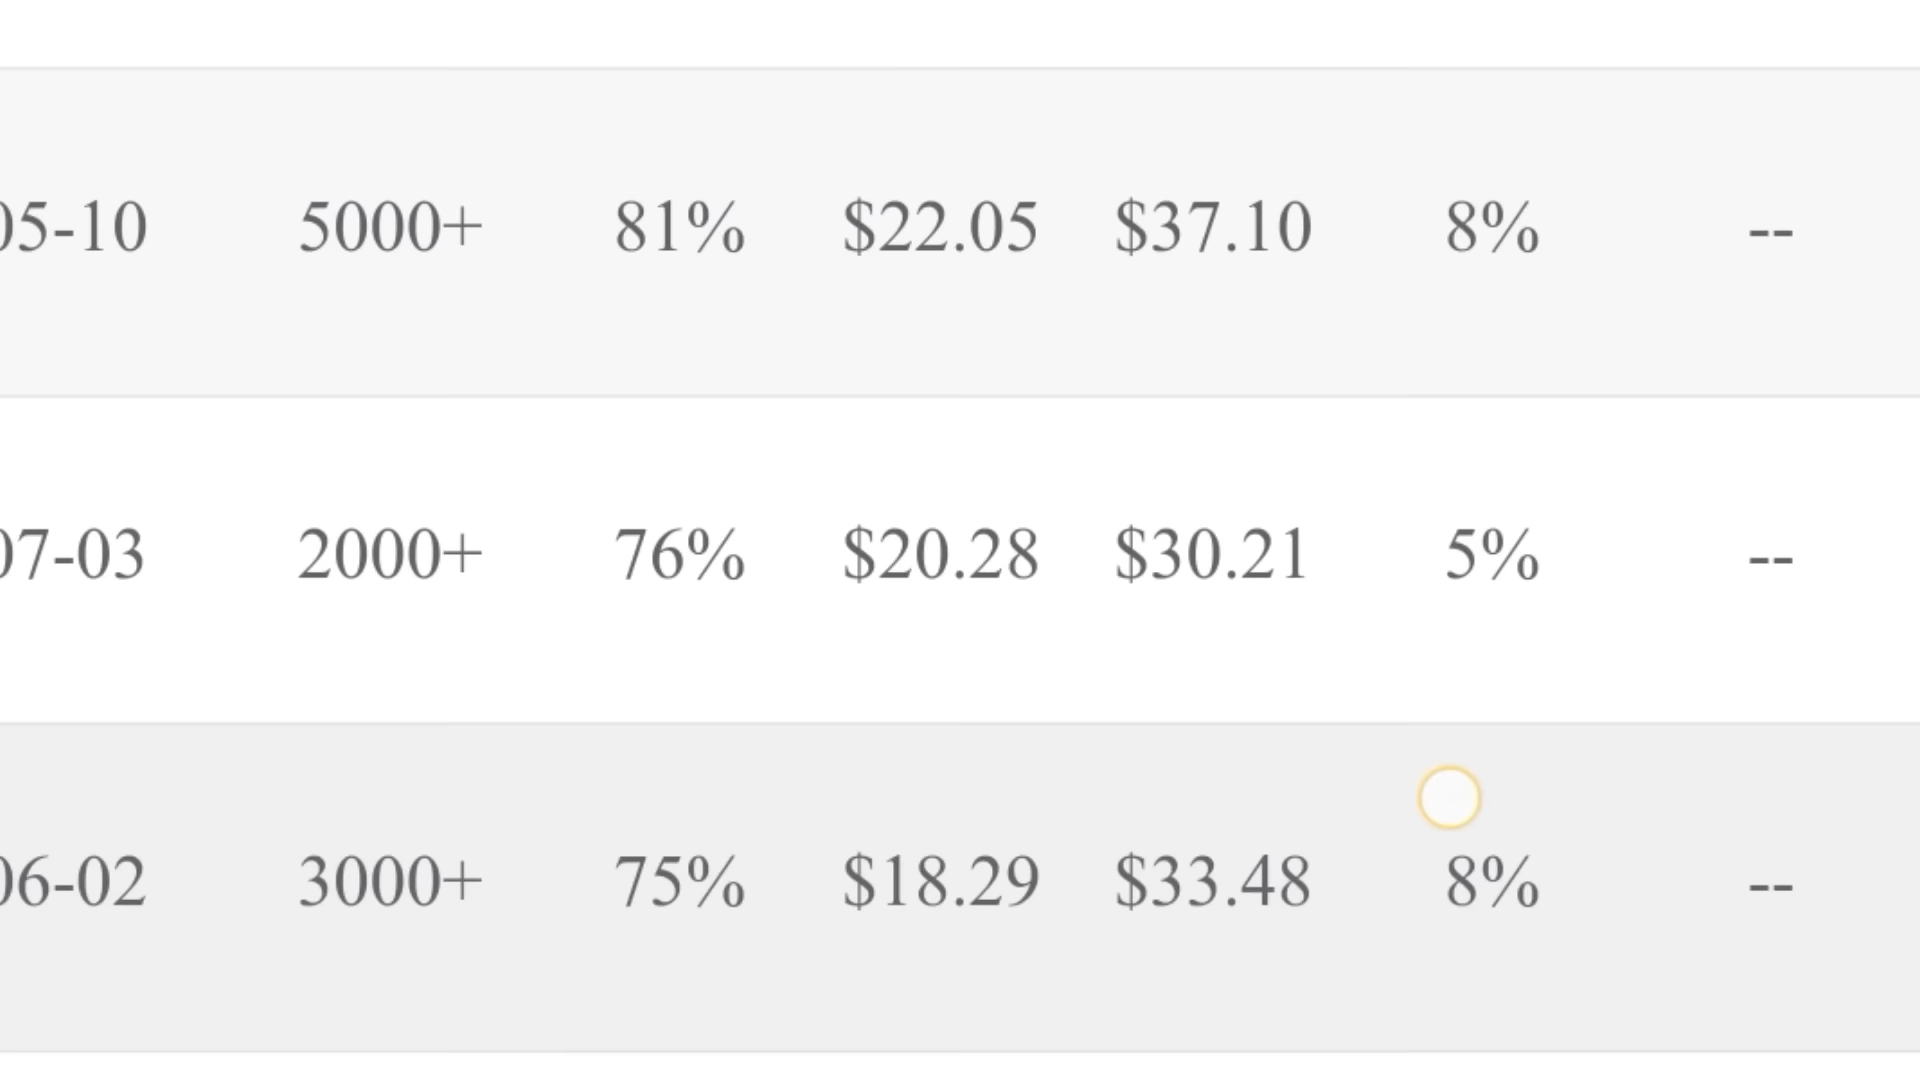 05-10 5000+ 81% $22.05 $37.10 8% --
07-03 2000+ 76% $20.28 $30.21 5% --
06-02 3000+ 75% $18.29 $33.48 8% --